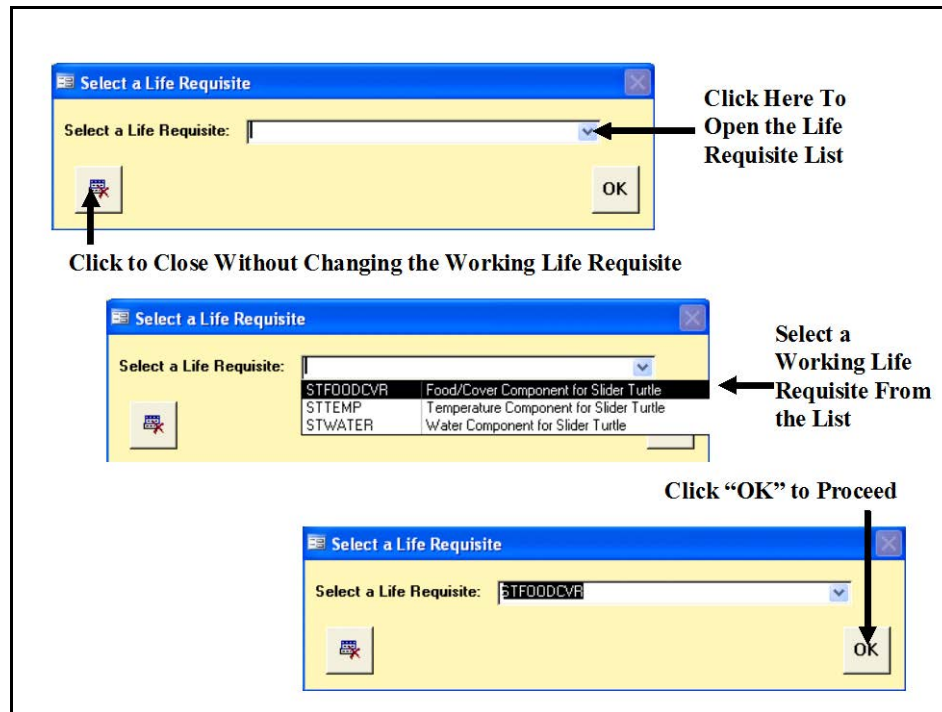 Select a Life Requisite
Select a Life Requisite:
OK
Click Here To
Open the Life
Requisite List
Click to Close Without Changing the Working Life Requisite
Select a Life Requisite
Select a Life Requisite:
STFOODCVR Food/Cover Component for Slider Turtle
STTEMP Temperature Component for Slider Turtle
STWATER Water Component for Slider Turtle
Select a
Working Life
Requisite From
the List
Click “OK” to Proceed
Select a Life Requisite
Select a Life Requisite: STFOODCVR
OK